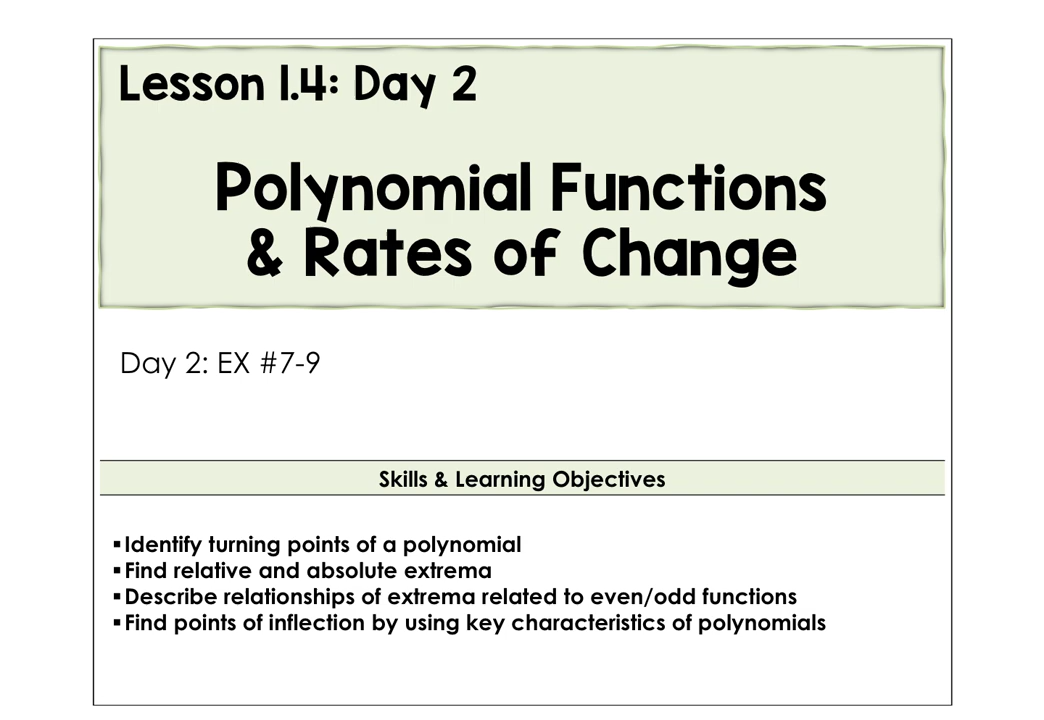 Lesson 1.4: Day 2
Polynomial Functions
& Rates of Change
Day 2: EX #7-9
Skills & Learning Objectives
▪Identify turning points of a polynomial
▪Find relative and absolute extrema
▪Describe relationships of extrema related to even/odd functions
▪Find points of inflection by using key characteristics of polynomials